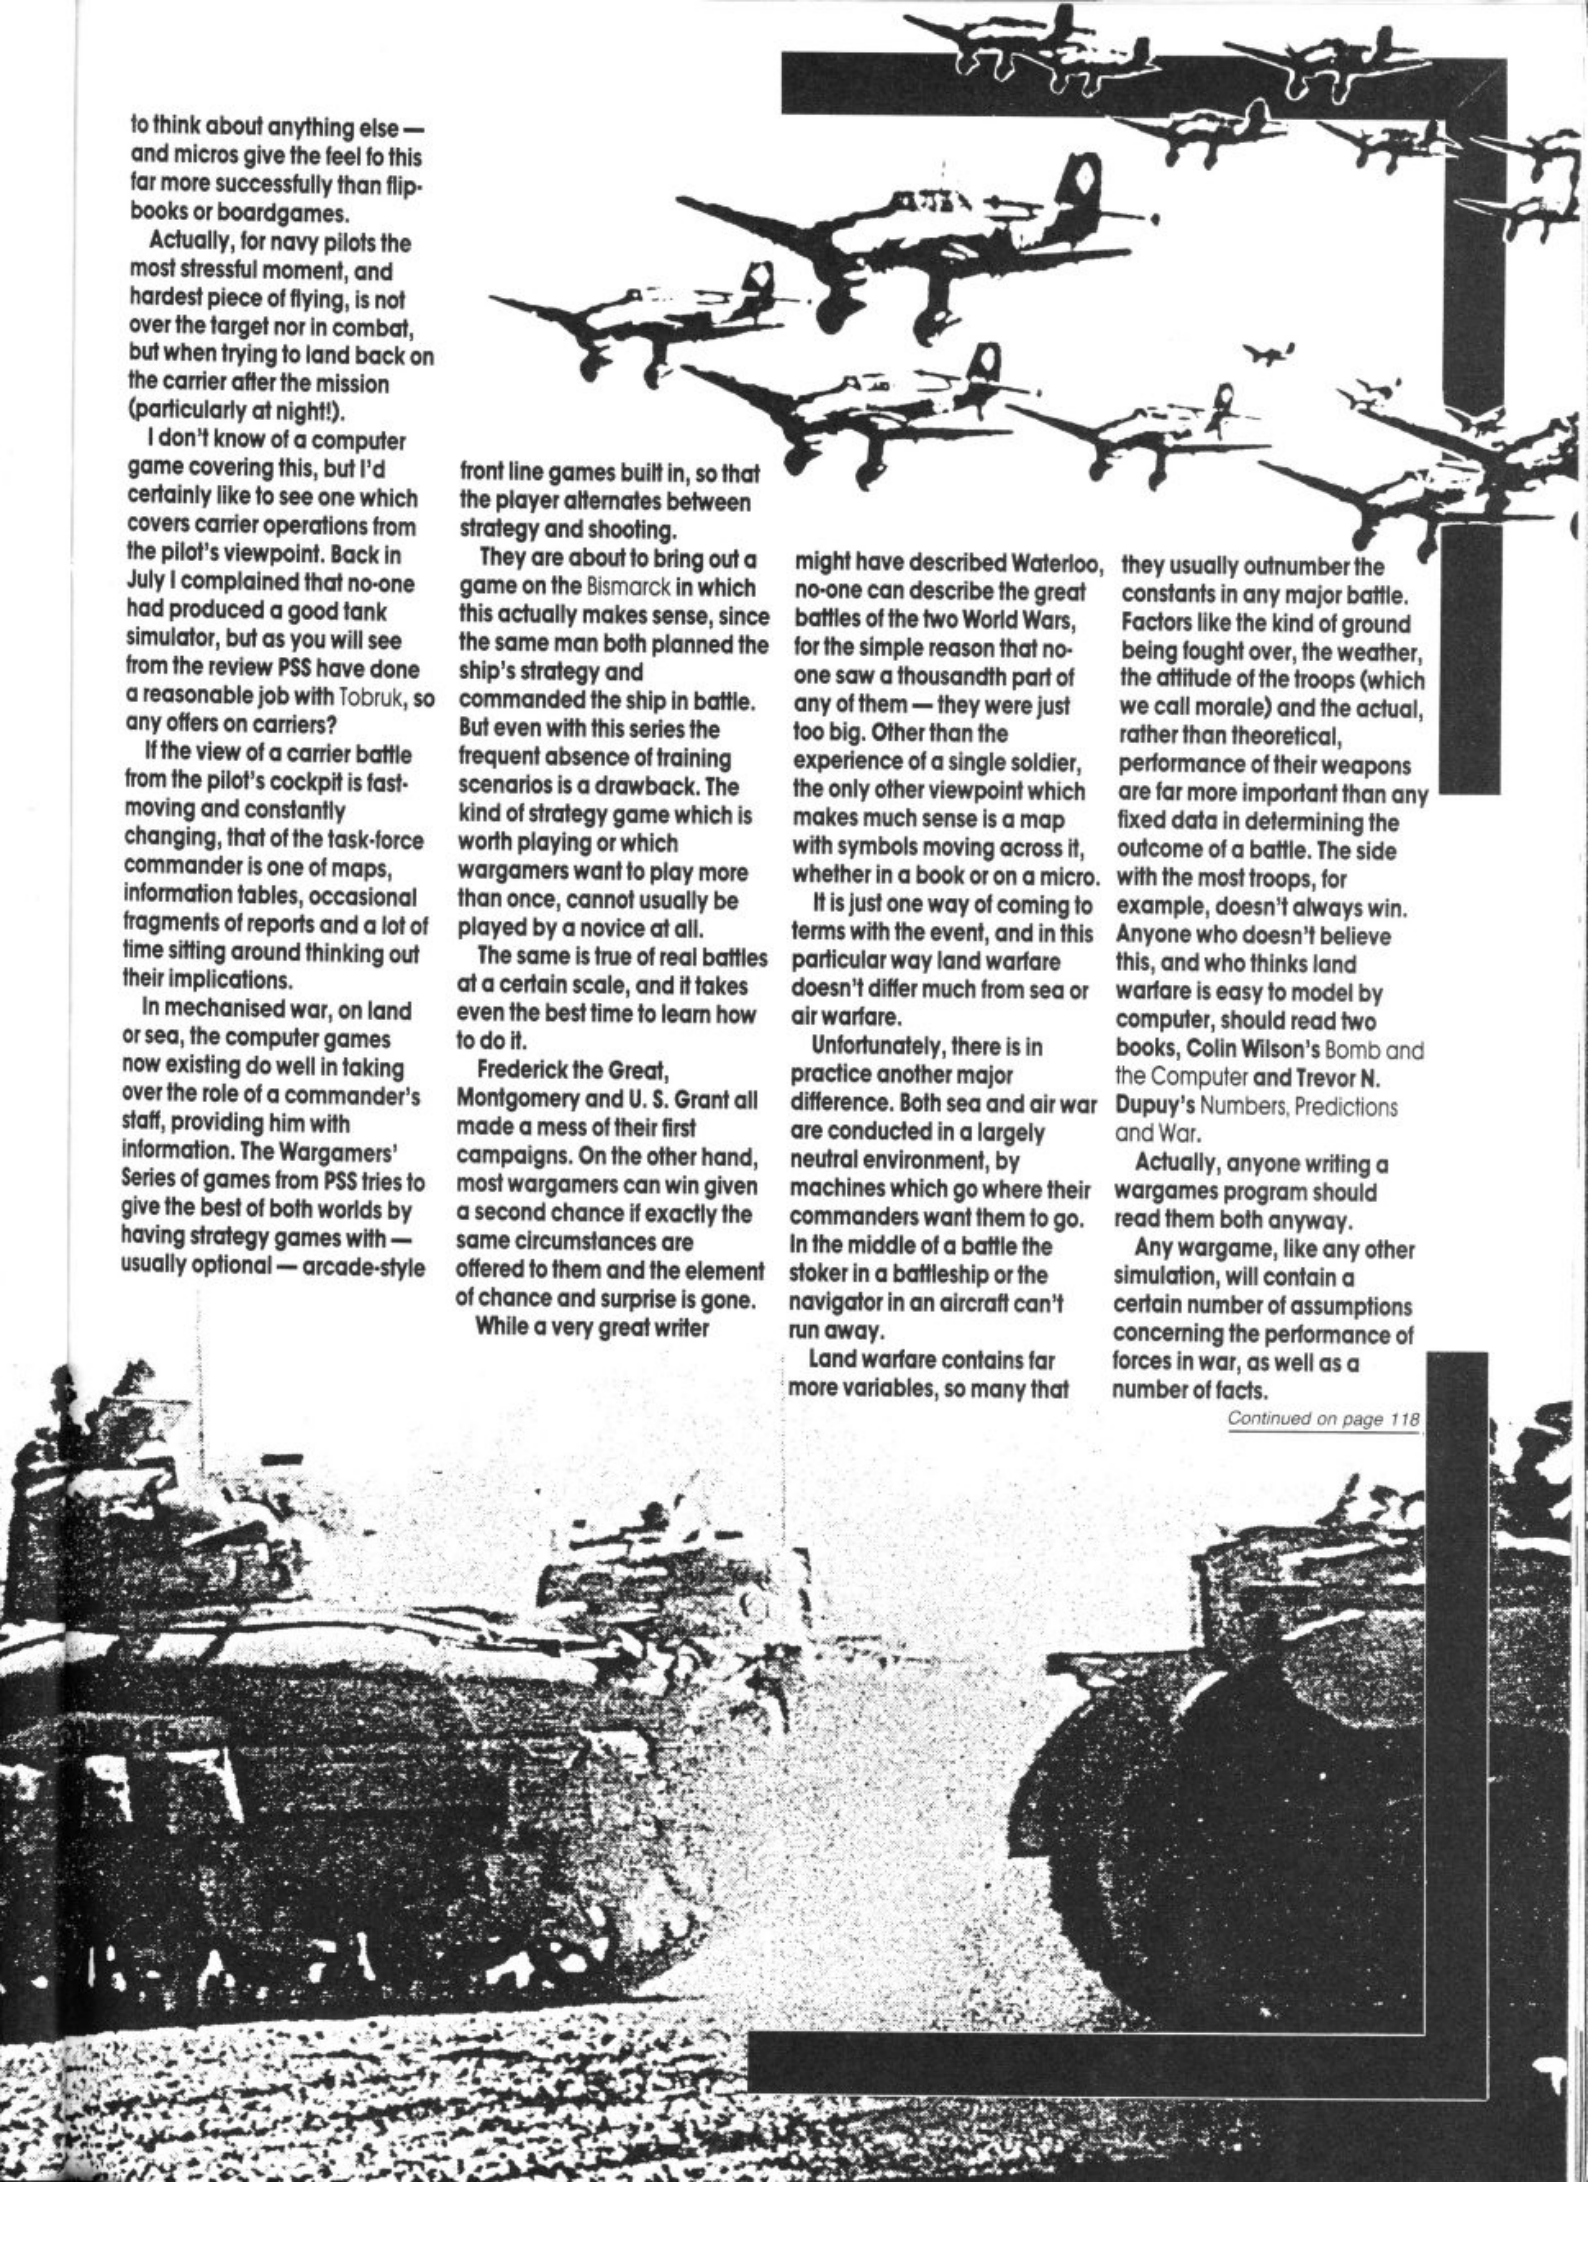 to think about anything else —
and micros give the feel fo this
far more successfully than flip-
books or boardgames.
Actually, for navy pilots the
most stressful moment, and
hardest piece of flying, is not
over the target nor in combat,
but when trying to land back on
the carrier after the mission
(particularly at night!).
I don't know of a computer
game covering this, but I'd
certainly like to see one which
covers carrier operations from
the pilot's viewpoint. Back in
July I complained that no-one
had produced a good tank
simulator, but as you will see
from the review PSS have done
a reasonable job with Tobruk, so
any offers on carriers?
If the view of a carrier battle
from the pilot's cockpit is fast-
moving and constantly
changing, that of the task-force
commander is one of maps,
information tables, occasional
fragments of reports and a lot of
time sitting around thinking out
their implications.
In mechanised war, on land
or sea, the computer games
now existing do well in taking
over the role of a commander's
staff, providing him with
information. The Wargamers'
Series of games from PSS tries to
give the best of both worlds by
having strategy games with —
usually optional — arcade-style
front line games built in, so that
the player alternates between
strategy and shooting.
They are about to bring out a
game on the Bismarck in which
this actually makes sense, since
the same man both planned the
ship's strategy and
commanded the ship in battle.
But even with this series the
frequent absence of training
scenarios is a drawback. The
kind of strategy game which is
worth playing or which
wargamers want to play more
than once, cannot usually be
played by a novice at all.
The same is true of real battles
at a certain scale, and it takes
even the best time to learn how
to do it.
Frederick the Great,
Montgomery and U. S. Grant all
made a mess of their first
campaigns. On the other hand,
most wargamers can win given
a second chance if exactly the
same circumstances are
offered to them and the element
of chance and surprise is gone.
While a very great writer
might have described Waterloo,
no-one can describe the great
battles of the two World Wars,
for the simple reason that no-
one saw a thousandth part of
any of them — they were just
too big. Other than the
experience of a single soldier,
the only other viewpoint which
makes much sense is a map
with symbols moving across it,
whether in a book or on a micro.
It is just one way of coming to
terms with the event, and in this
particular way land warfare
doesn't differ much from sea or
air warfare.
Unfortunately, there is in
practice another major
difference. Both sea and air war
are conducted in a largely
neutral environment, by
machines which go where their
commanders want them to go.
In the middle of a battle the
stoker in a battleship or the
navigator in an aircraft can't
run away.
Land warfare contains far
more variables, so many that
they usually outnumber the
constants in any major battle.
Factors like the kind of ground
being fought over, the weather,
the attitude of the troops (which
we call morale) and the actual,
rather than theoretical,
performance of their weapons
are far more important than any
fixed data in determining the
outcome of a battle. The side
with the most troops, for
example, doesn't always win.
Anyone who doesn't believe
this, and who thinks land
warfare is easy to model by
computer, should read two
books, Colin Wilson's Bomb and
the Computer and Trevor N.
Dupuy's Numbers, Predictions
and War.
Actually, anyone writing a
wargames program should
read them both anyway.
Any wargame, like any other
simulation, will contain a
certain number of assumptions
concerning the performance of
forces in war, as well as a
number of facts.
Continued on page 118